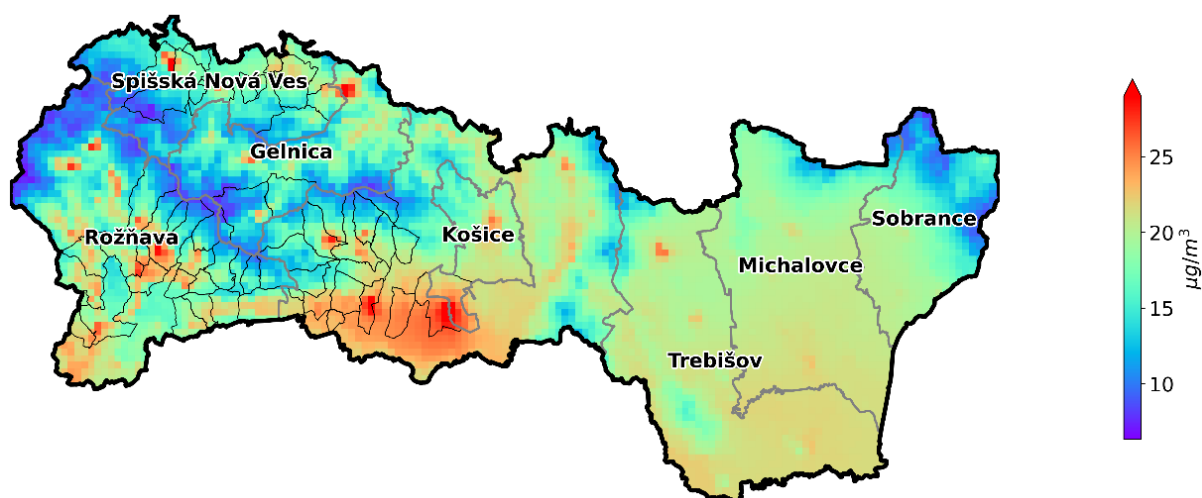 Spišská Nová Ves
Gelnica
Rožňava
Košice
Sobrance
Michalovce
Trebišov
25
20
15
10
µg/m³